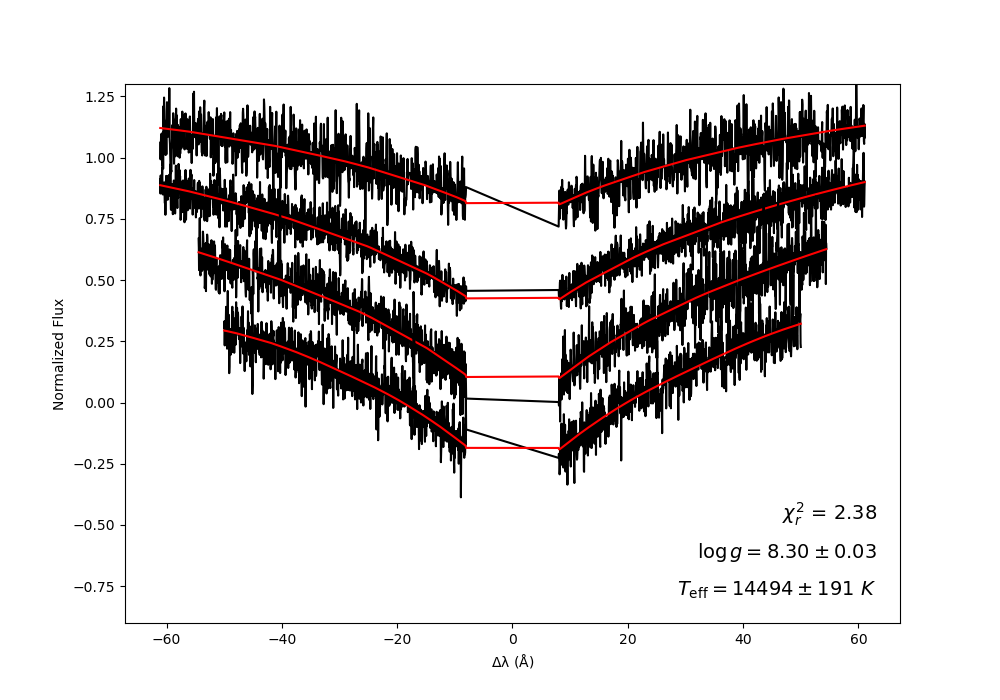 1.25
1.00
0.75
0.50
0.25
0.00
−0.25
−0.50
−0.75
Normalized Flux
χ²ᵣ = 2.38
log g = 8.30 ± 0.03
T_eff = 14494 ± 191 K
−60 −40 −20 0 20 40 60
Δλ (Å)